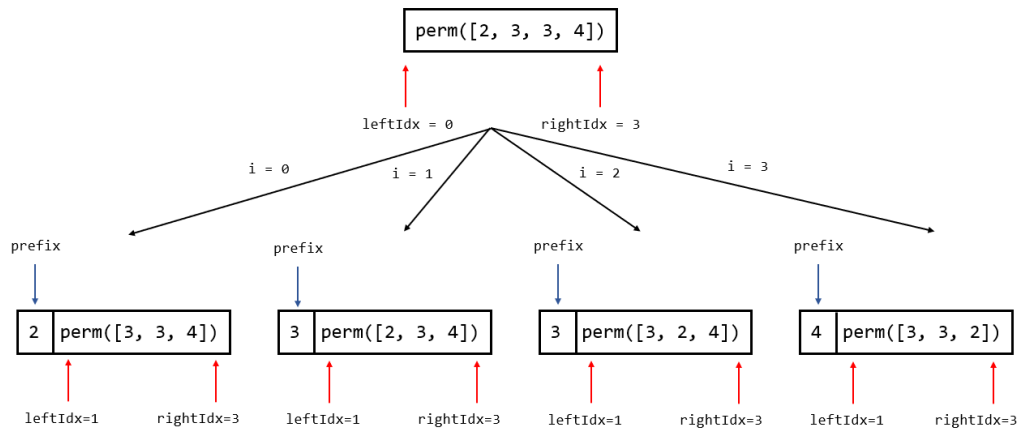 perm([2, 3, 3, 4])
leftIdx = 0
rightIdx = 3
i = 0
i = 1
i = 2
i = 3
prefix
prefix
prefix
prefix
2 perm([3, 3, 4])
3 perm([2, 3, 4])
3 perm([3, 2, 4])
4 perm([3, 3, 2])
leftIdx=1
rightIdx=3
leftIdx=1
rightIdx=3
leftIdx=1
rightIdx=3
leftIdx=1
rightIdx=3